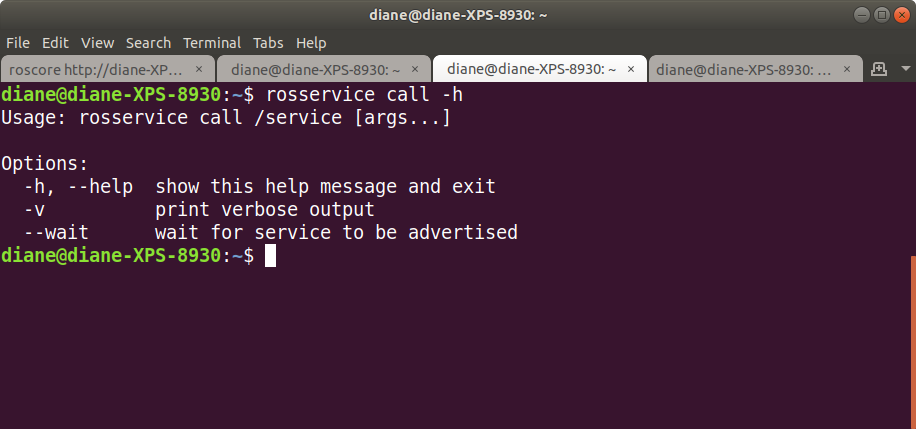 diane@diane-XPS-8930: ~
File Edit View Search Terminal Tabs Help
roscore http://diane-XP... × diane@diane-XPS-8930: ~ × diane@diane-XPS-8930: ~ × diane@diane-XPS-8930: ... ×
diane@diane-XPS-8930:~$ rosservice call -h
Usage: rosservice call /service [args...]
Options:
-h, --help show this help message and exit
-v print verbose output
--wait wait for service to be advertised
diane@diane-XPS-8930:~$